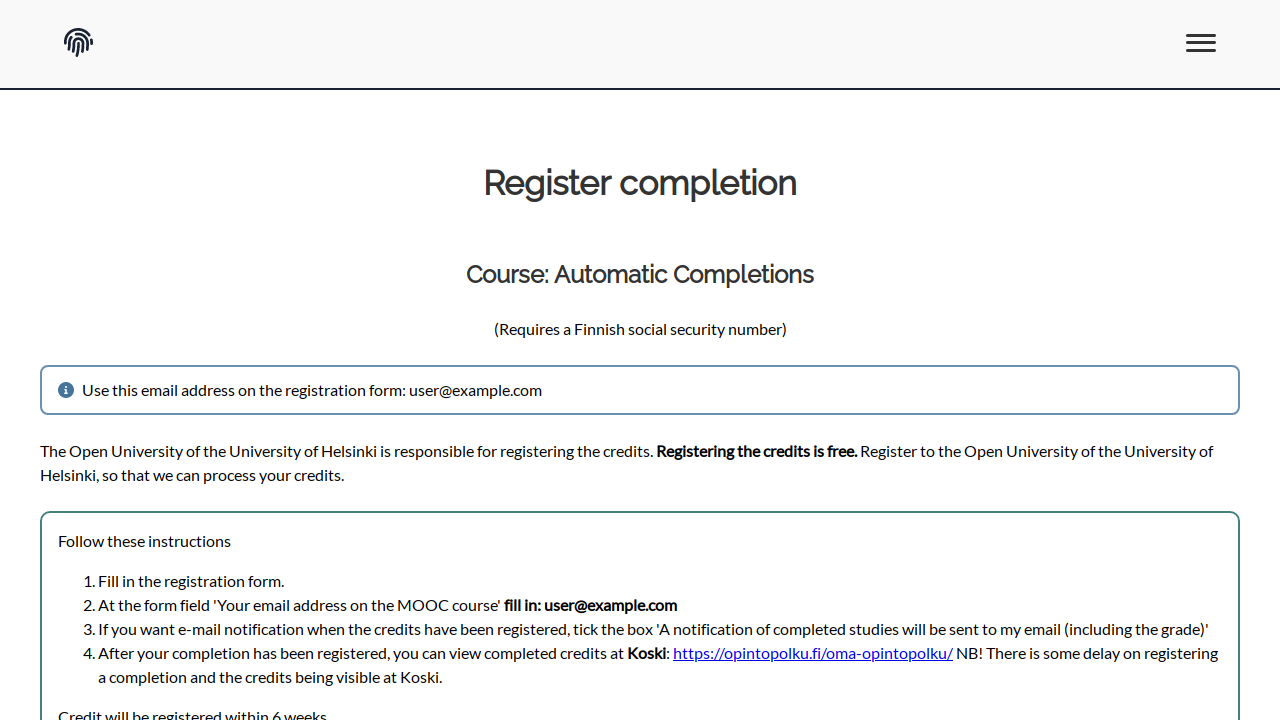 Register completion
Course: Automatic Completions
(Requires a Finnish social security number)
Use this email address on the registration form: user@example.com
The Open University of the University of Helsinki is responsible for registering the credits. Registering the credits is free. Register to the Open University of the University of
Helsinki, so that we can process your credits.
Follow these instructions
1. Fill in the registration form.
2. At the form field 'Your email address on the MOOC course' fill in: user@example.com
3. If you want e-mail notification when the credits have been registered, tick the box 'A notification of completed studies will be sent to my email (including the grade)'
4. After your completion has been registered, you can view completed credits at Koski: https://opintopolku.fi/oma-opintopolku/ NB! There is some delay on registering
a completion and the credits being visible at Koski.
Credit will be registered within 6 weeks.